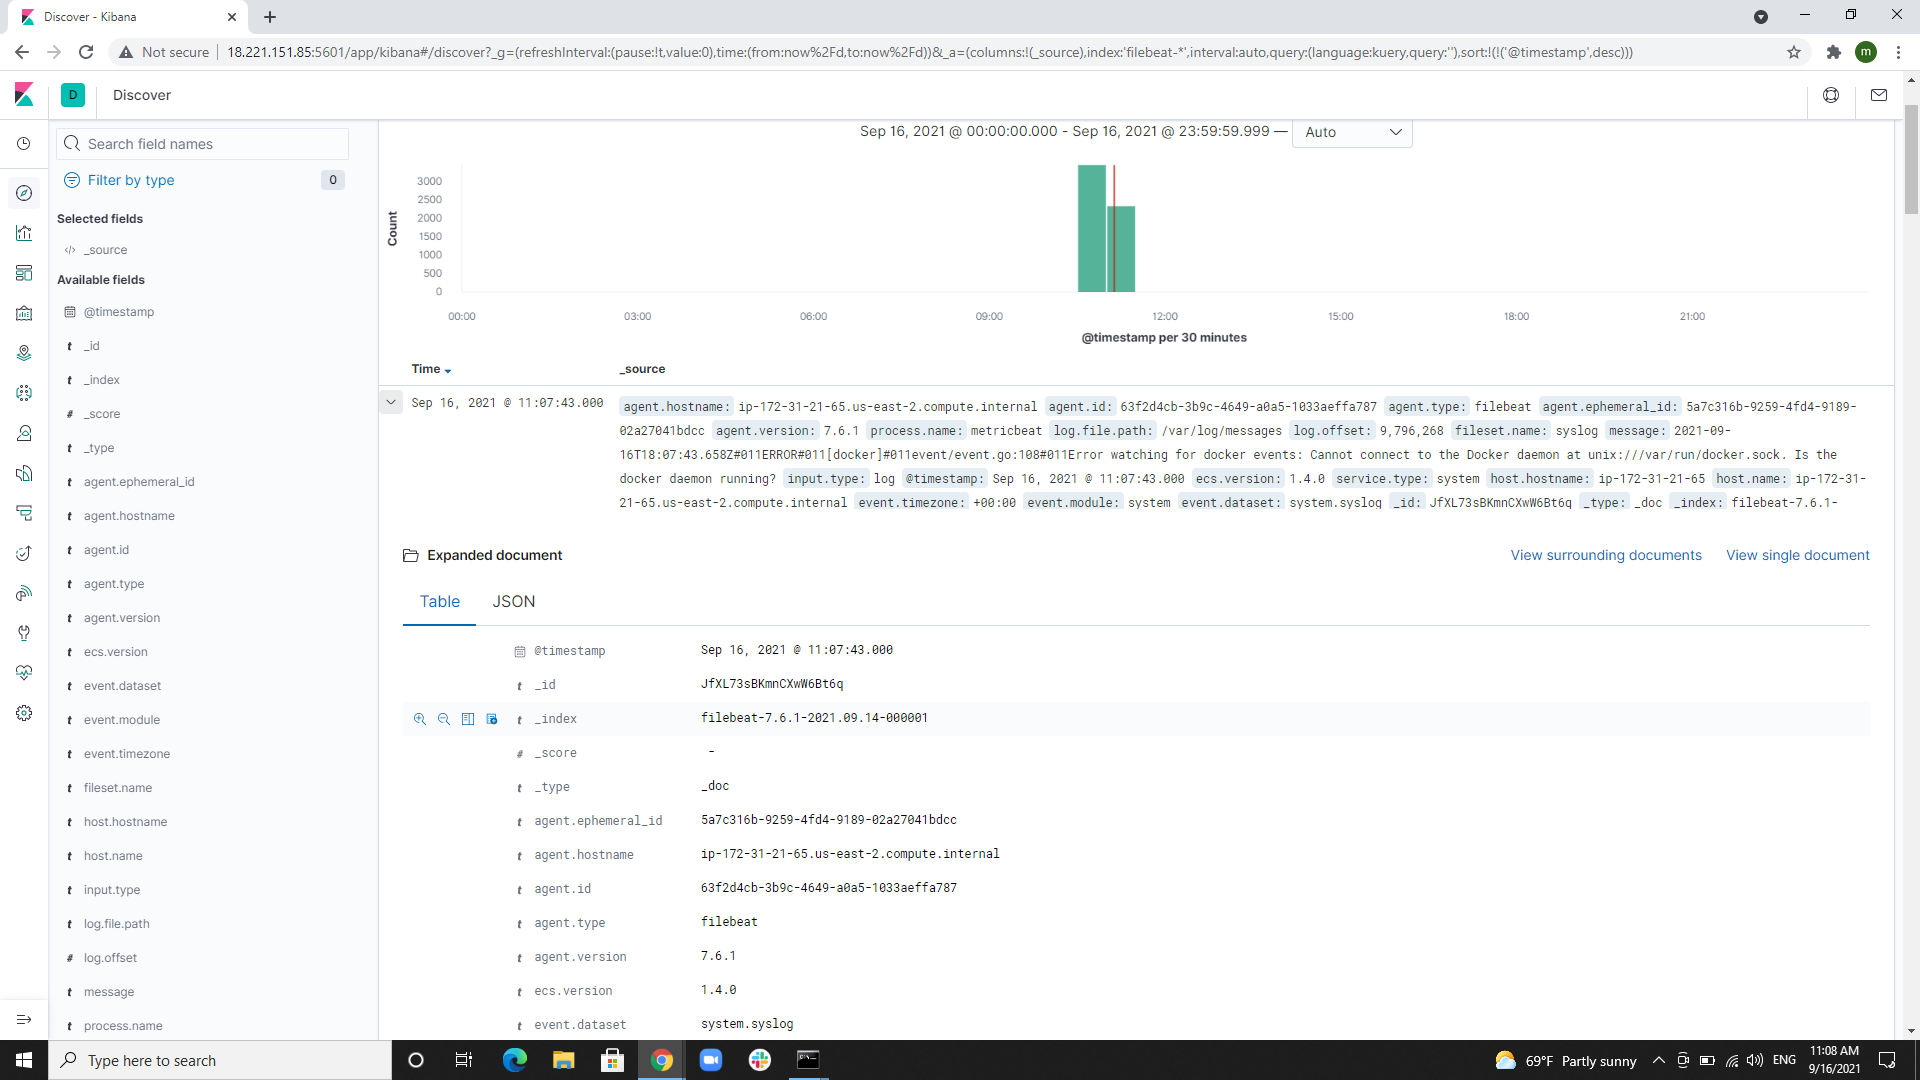 Discover - Kibana
Not secure
18.221.151.85:5601/app/kibana#/discover?_g=(refreshInterval:(pause:!t,value:0),time:(from:now%2Fd,to:now%2Fd))&_a=(columns:!(_source),index:'filebeat-*',interval:auto,query:(language:kuery,query:''),sort:!(!('@timestamp',desc)))
m
D
Discover
Search field names
Filter by type
0
Selected fields
_source
Available fields
@timestamp
t _id
t _index
# _score
t _type
t agent.ephemeral_id
t agent.hostname
t agent.id
t agent.type
t agent.version
t ecs.version
t event.dataset
t event.module
t event.timezone
t fileset.name
t host.hostname
t host.name
t input.type
t log.file.path
# log.offset
t message
t process.name
Sep 16, 2021 @ 00:00:00.000 - Sep 16, 2021 @ 23:59:59.999 —
Auto
Count
3000
2500
2000
1500
1000
500
0
00:00 03:00 06:00 09:00 12:00 15:00 18:00 21:00
@timestamp per 30 minutes
Time _source
Sep 16, 2021 @ 11:07:43.000
agent.hostname: ip-172-31-21-65.us-east-2.compute.internal agent.id: 63f2d4cb-3b9c-4649-a0a5-1033aeffa787 agent.type: filebeat agent.ephemeral_id: 5a7c316b-9259-4fd4-9189-
02a27041bdcc agent.version: 7.6.1 process.name: metricbeat log.file.path: /var/log/messages log.offset: 9,796,268 fileset.name: syslog message: 2021-09-
16T18:07:43.658Z#011ERROR#011[docker]#011event/event.go:108#011Error watching for docker events: Cannot connect to the Docker daemon at unix:///var/run/docker.sock. Is the
docker daemon running? input.type: log @timestamp: Sep 16, 2021 @ 11:07:43.000 ecs.version: 1.4.0 service.type: system host.hostname: ip-172-31-21-65 host.name: ip-172-31-
21-65.us-east-2.compute.internal event.timezone: +00:00 event.module: system event.dataset: system.syslog _id: JfXL73sBKmnCXwW6Bt6q _type: _doc _index: filebeat-7.6.1-
Expanded document
View surrounding documents
View single document
Table
JSON
@timestamp Sep 16, 2021 @ 11:07:43.000
t _id JfXL73sBKmnCXwW6Bt6q
t _index filebeat-7.6.1-2021.09.14-000001
# _score -
t _type _doc
t agent.ephemeral_id 5a7c316b-9259-4fd4-9189-02a27041bdcc
t agent.hostname ip-172-31-21-65.us-east-2.compute.internal
t agent.id 63f2d4cb-3b9c-4649-a0a5-1033aeffa787
t agent.type filebeat
t agent.version 7.6.1
t ecs.version 1.4.0
t event.dataset system.syslog
Type here to search
69°F Partly sunny
ENG
11:08 AM
9/16/2021